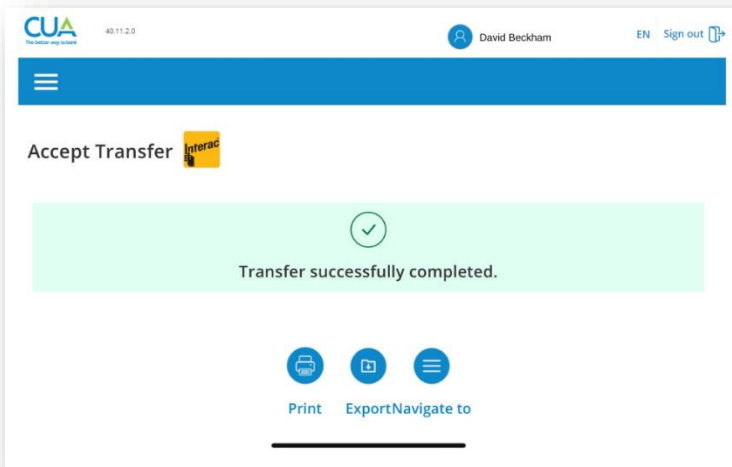 CUA
The better way to bank
40.11.2.0
David Beckham
EN Sign out
Accept Transfer Interac
Transfer successfully completed.
Print Export Navigate to